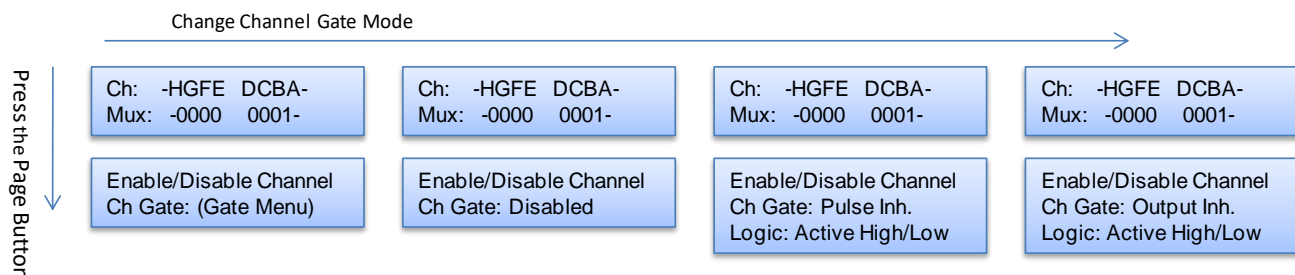 Change Channel Gate Mode
Press the Page Button
Ch: -HGFE DCBA-
Mux: -0000 0001-
Ch: -HGFE DCBA-
Mux: -0000 0001-
Ch: -HGFE DCBA-
Mux: -0000 0001-
Ch: -HGFE DCBA-
Mux: -0000 0001-
Enable/Disable Channel
Ch Gate: (Gate Menu)
Enable/Disable Channel
Ch Gate: Disabled
Enable/Disable Channel
Ch Gate: Pulse Inh.
Logic: Active High/Low
Enable/Disable Channel
Ch Gate: Output Inh.
Logic: Active High/Low